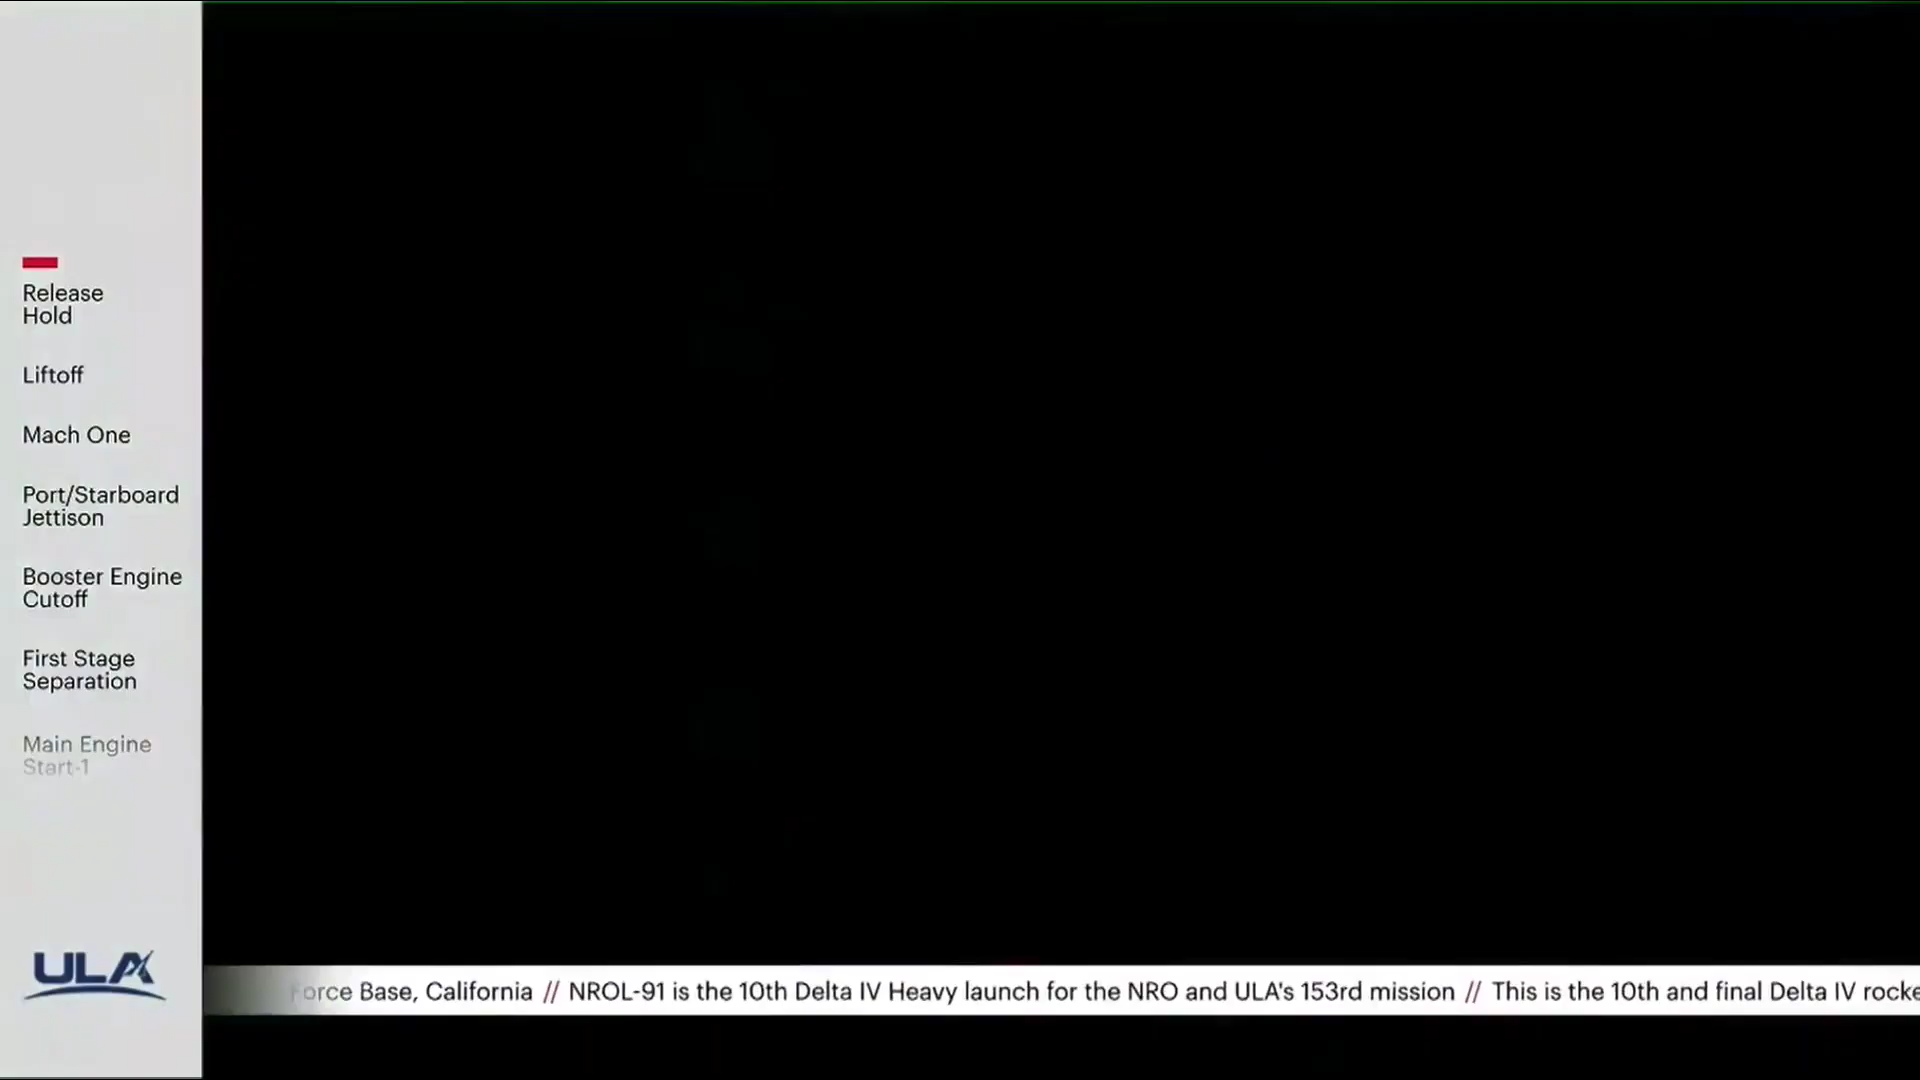 Release
Hold
Liftoff
Mach One
Port/Starboard
Jettison
Booster Engine
Cutoff
First Stage
Separation
Main Engine
Start-1
ULA
Force Base, California // NROL-91 is the 10th Delta IV Heavy launch for the NRO and ULA's 153rd mission // This is the 10th and final Delta IV rocke